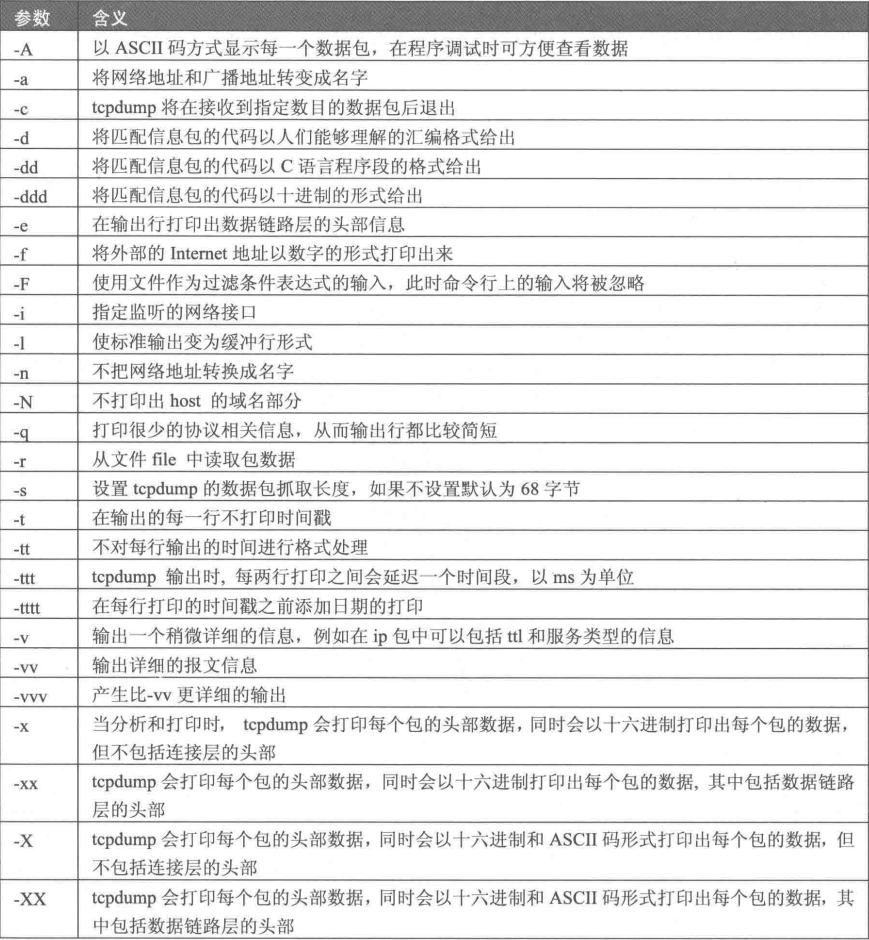 参数 含义
-A 以 ASCII 码方式显示每一个数据包，在程序调试时可方便查看数据
-a 将网络地址和广播地址转变成名字
-c tcpdump 将在接收到指定数目的数据包后退出
-d 将匹配信息包的代码以人们能够理解的汇编格式给出
-dd 将匹配信息包的代码以 C 语言程序段的格式给出
-ddd 将匹配信息包的代码以十进制的形式给出
-e 在输出行打印出数据链路层的头部信息
-f 将外部的 Internet 地址以数字的形式打印出来
-F 使用文件作为过滤条件表达式的输入，此时命令行上的输入将被忽略
-i 指定监听的网络接口
-l 使标准输出变为缓冲行形式
-n 不把网络地址转换成名字
-N 不打印出 host 的域名部分
-q 打印很少的协议相关信息，从而输出行都比较简短
-r 从文件 file 中读取包数据
-s 设置 tcpdump 的数据包抓取长度，如果不设置默认为 68 字节
-t 在输出的每一行不打印时间戳
-tt 不对每行输出的时间进行格式处理
-ttt tcpdump 输出时, 每两行打印之间会延迟一个时间段，以 ms 为单位
-tttt 在每行打印的时间戳之前添加日期的打印
-v 输出一个稍微详细的信息，例如在 ip 包中可以包括 ttl 和服务类型的信息
-vv 输出详细的报文信息
-vvv 产生比-vv 更详细的输出
-x 当分析和打印时， tcpdump 会打印每个包的头部数据，同时会以十六进制打印出每个包的数据，
但不包括连接层的头部
-xx tcpdump 会打印每个包的头部数据，同时会以十六进制打印出每个包的数据, 其中包括数据链路
层的头部
-X tcpdump 会打印每个包的头部数据，同时会以十六进制和 ASCII 码形式打印出每个包的数据，但
不包括连接层的头部
-XX tcpdump 会打印每个包的头部数据，同时会以十六进制和 ASCII 码形式打印出每个包的数据，其
中包括数据链路层的头部